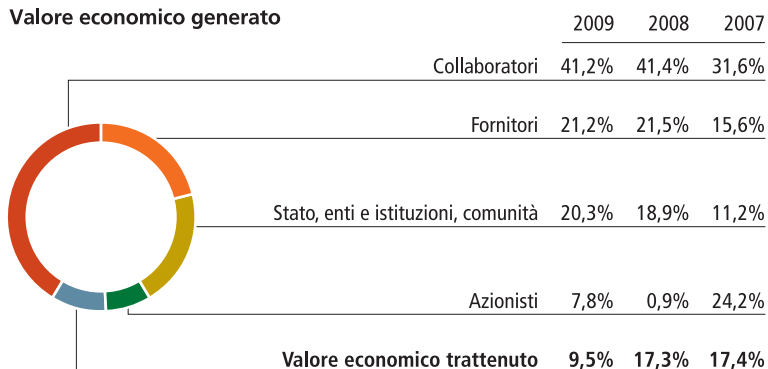 Valore economico generato 2009 2008 2007
Collaboratori 41,2% 41,4% 31,6%
Fornitori 21,2% 21,5% 15,6%
Stato, enti e istituzioni, comunità 20,3% 18,9% 11,2%
Azionisti 7,8% 0,9% 24,2%
Valore economico trattenuto 9,5% 17,3% 17,4%